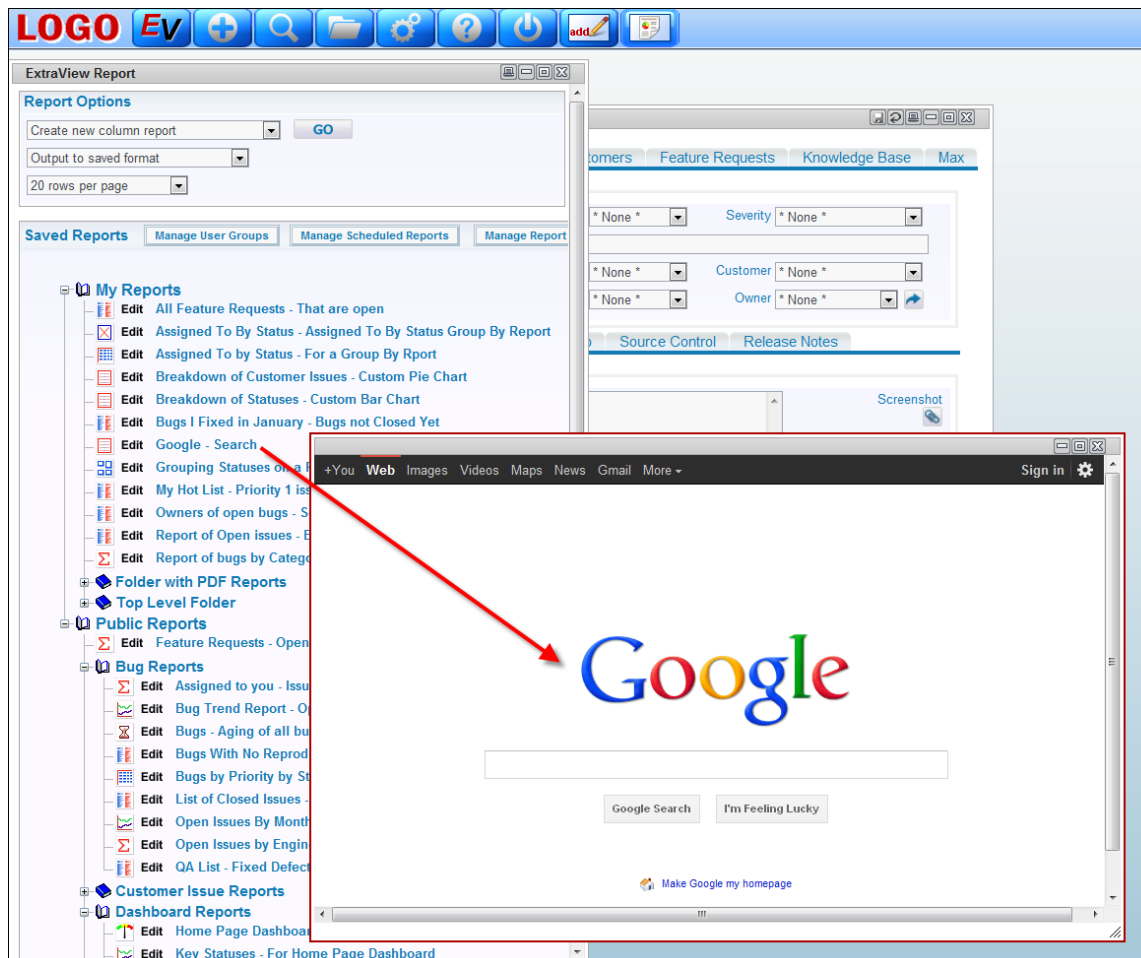 LOGO Ev add
ExtraView Report
Report Options
Create new column report GO
Output to saved format
20 rows per page
Saved Reports Manage User Groups Manage Scheduled Reports Manage Report
My Reports
Edit All Feature Requests - That are open
Edit Assigned To By Status - Assigned To By Status Group By Report
Edit Assigned To by Status - For a Group By Rport
Edit Breakdown of Customer Issues - Custom Pie Chart
Edit Breakdown of Statuses - Custom Bar Chart
Edit Bugs I Fixed in January - Bugs not Closed Yet
Edit Google - Search
Edit Grouping Statuses on a
Edit My Hot List - Priority 1 iss
Edit Owners of open bugs - S
Edit Report of Open issues -
Edit Report of bugs by Catego
Folder with PDF Reports
Top Level Folder
Public Reports
Edit Feature Requests - Open
Bug Reports
Edit Assigned to you - Issu
Edit Bug Trend Report - O
Edit Bugs - Aging of all bu
Edit Bugs With No Reprod
Edit Bugs by Priority by St
Edit List of Closed Issues -
Edit Open Issues By Month
Edit Open Issues by Engin
Edit QA List - Fixed Defect
Customer Issue Reports
Dashboard Reports
Edit Home Page Dashboa
Edit Key Statuses - For Home Page Dashboard
tomers Feature Requests Knowledge Base Max
* None * Severity * None *
* None * Customer * None *
* None * Owner * None *
Source Control Release Notes
Screenshot
+You Web Images Videos Maps News Gmail More Sign in
Google
Google Search I'm Feeling Lucky
Make Google my homepage